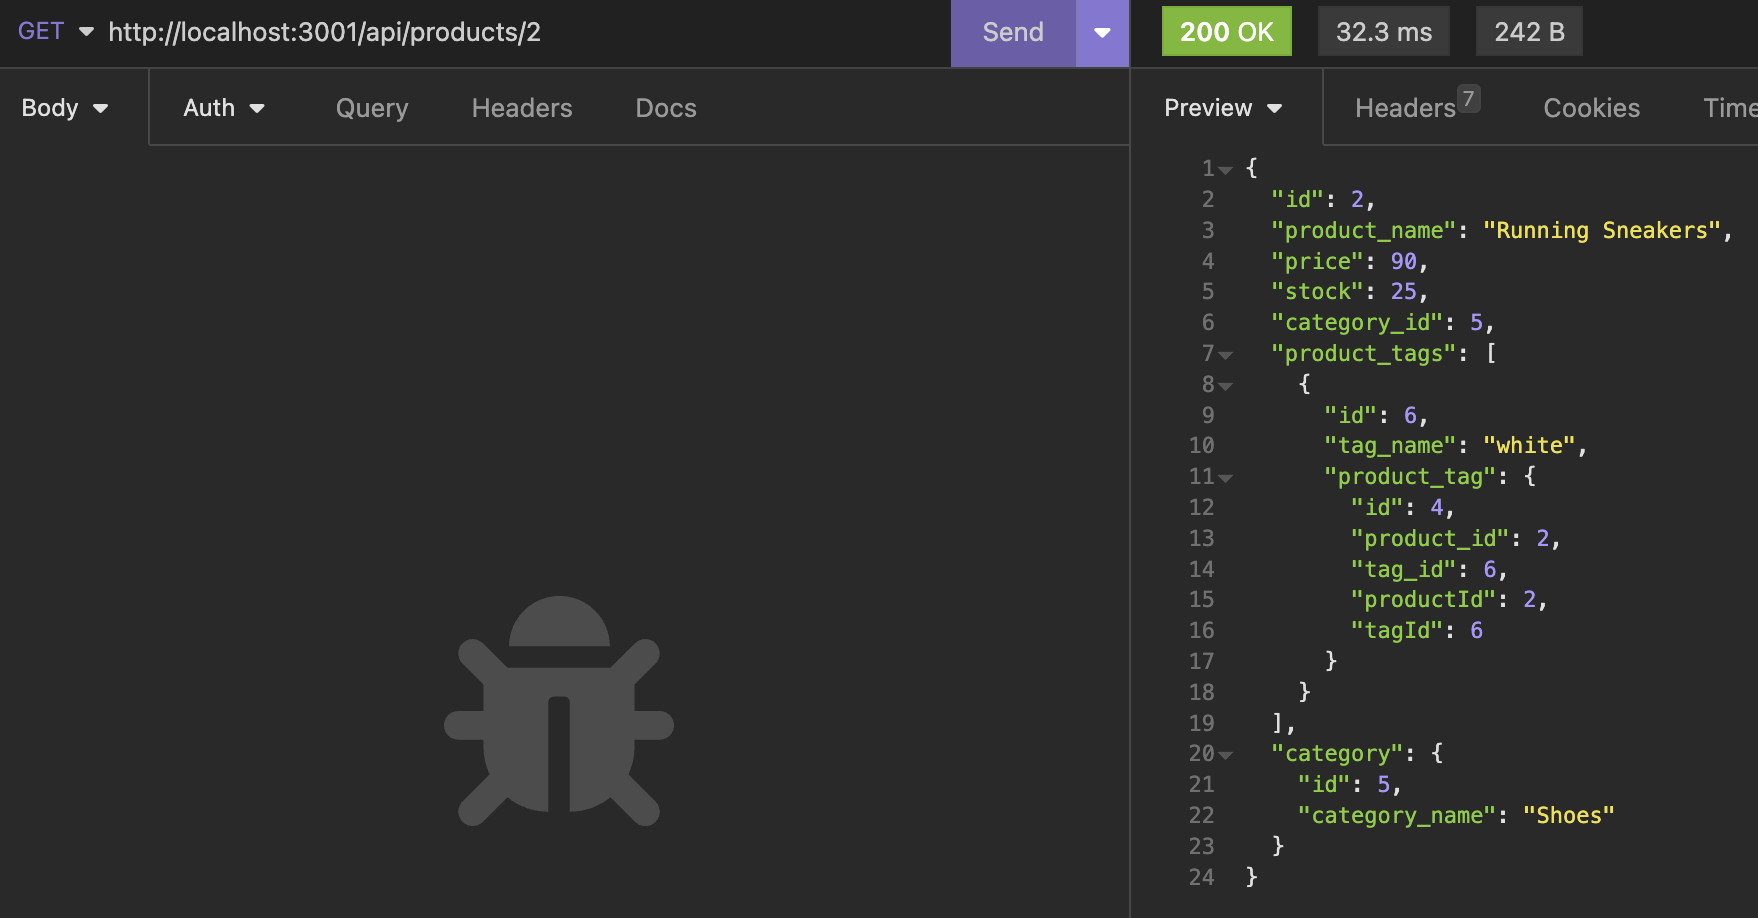 GET http://localhost:3001/api/products/2 Send 200 OK 32.3 ms 242 B
Body Auth Query Headers Docs Preview Headers 7 Cookies Time
1 {
2 "id": 2,
3 "product_name": "Running Sneakers",
4 "price": 90,
5 "stock": 25,
6 "category_id": 5,
7 "product_tags": [
8 {
9 "id": 6,
10 "tag_name": "white",
11 "product_tag": {
12 "id": 4,
13 "product_id": 2,
14 "tag_id": 6,
15 "productId": 2,
16 "tagId": 6
17 }
18 }
19 ],
20 "category": {
21 "id": 5,
22 "category_name": "Shoes"
23 }
24 }